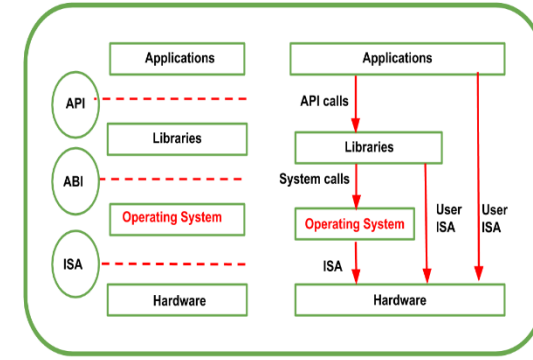 Applications
API
Libraries
ABI
Operating System
ISA
Hardware
Applications
API calls
Libraries
System calls
Operating System
User
ISA
User
ISA
ISA
Hardware